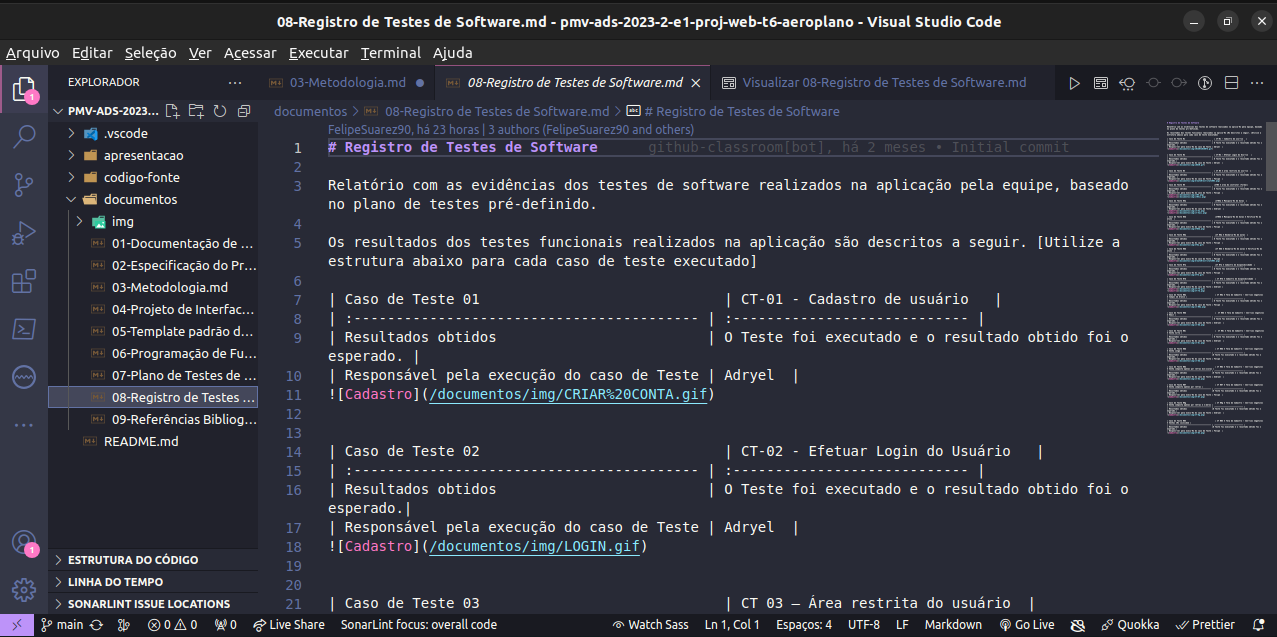 08-Registro de Testes de Software.md - pmv-ads-2023-2-e1-proj-web-t6-aeroplano - Visual Studio Code
Arquivo Editar Seleção Ver Acessar Executar Terminal Ajuda
EXPLORADOR
03-Metodologia.md
08-Registro de Testes de Software.md
Visualizar 08-Registro de Testes de Software.md
1
PMV-ADS-2023...
.vscode
apresentacao
codigo-fonte
documentos
img
01-Documentação de ...
02-Especificação do Pr...
03-Metodologia.md
04-Projeto de Interfac...
05-Template padrão d...
06-Programação de Fu...
07-Plano de Testes de ...
08-Registro de Testes ...
09-Referências Bibliog...
README.md
1
ESTRUTURA DO CÓDIGO
LINHA DO TEMPO
SONARLINT ISSUE LOCATIONS
documentos > 08-Registro de Testes de Software.md > # Registro de Testes de Software
FelipeSuarez90, há 23 horas | 3 authors (FelipeSuarez90 and others)
1 # Registro de Testes de Software github-classroom[bot], há 2 meses • Initial commit
2
3 Relatório com as evidências dos testes de software realizados na aplicação pela equipe, baseado
no plano de testes pré-definido.
4
5 Os resultados dos testes funcionais realizados na aplicação são descritos a seguir. [Utilize a
estrutura abaixo para cada caso de teste executado]
6
7 | Caso de Teste 01 | CT-01 - Cadastro de usuário |
8 | :----------------------------------------- | :---------------------------- |
9 | Resultados obtidos | O Teste foi executado e o resultado obtido foi o
esperado. |
10 | Responsável pela execução do caso de Teste | Adryel |
11 ![Cadastro](/documentos/img/CRIAR%20CONTA.gif)
12
13
14 | Caso de Teste 02 | CT-02 - Efetuar Login do Usuário |
15 | :----------------------------------------- | :---------------------------- |
16 | Resultados obtidos | O Teste foi executado e o resultado obtido foi o
esperado.|
17 | Responsável pela execução do caso de Teste | Adryel |
18 ![Cadastro](/documentos/img/LOGIN.gif)
19
20
21 | Caso de Teste 03 | CT 03 – Área restrita do usuário |
main 0 0 0 Live Share SonarLint focus: overall code Watch Sass Ln 1, Col 1 Espaços: 4 UTF-8 LF Markdown Go Live Quokka Prettier